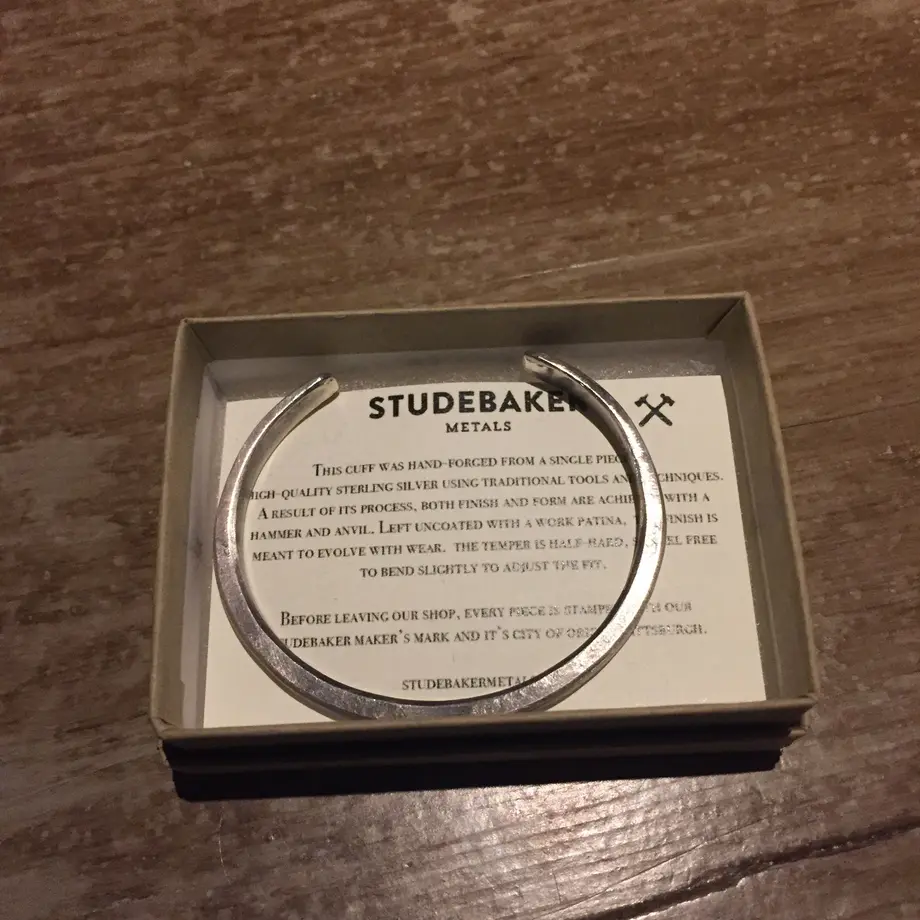 STUDEBAKER
METALS
THIS CUFF WAS HAND-FORGED FROM A SINGLE PIECE
HIGH-QUALITY STERLING SILVER USING TRADITIONAL TOOLS AND TECHNIQUES.
A RESULT OF ITS PROCESS, BOTH FINISH AND FORM ARE ACHIEVED WITH A
HAMMER AND ANVIL. LEFT UNCOATED WITH A WORK PATINA, FINISH IS
MEANT TO EVOLVE WITH WEAR. THE TEMPER IS HALF-HARD, FEEL FREE
TO BEND SLIGHTLY TO ADJUST THE FIT.
BEFORE LEAVING OUR SHOP, EVERY PIECE IS STAMPED WITH OUR
STUDEBAKER MAKER'S MARK AND IT'S CITY OF ORIGIN, PITTSBURGH.
STUDEBAKERMETALS